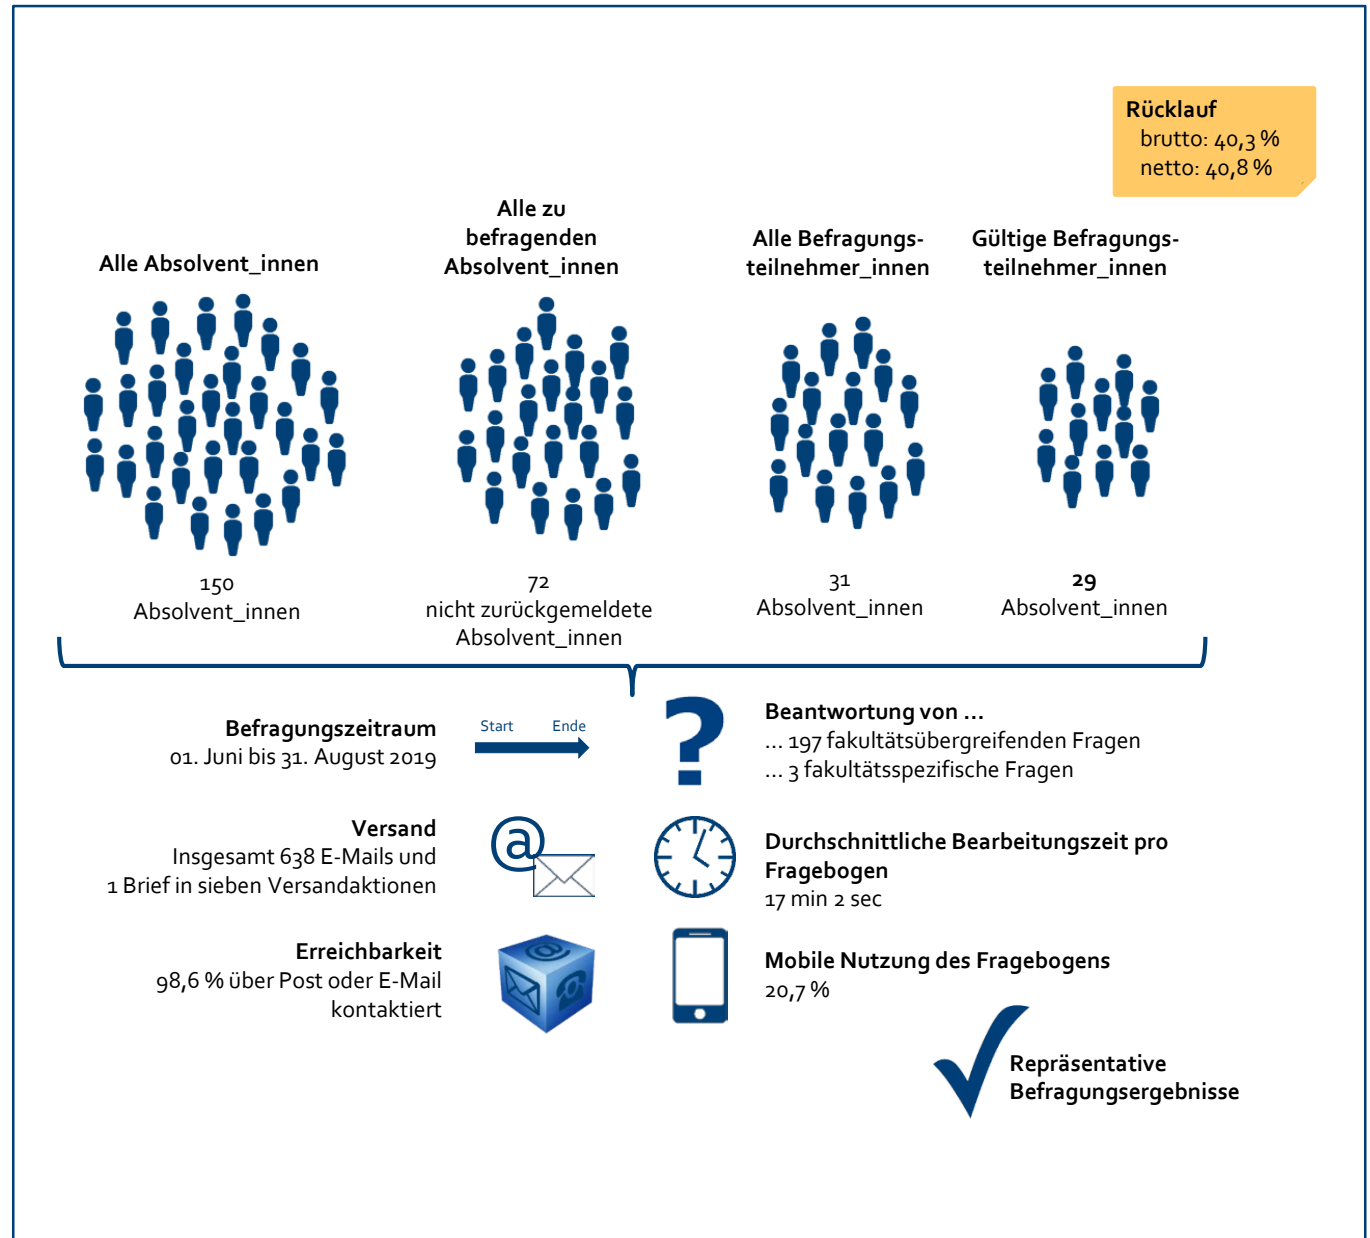 Rücklauf
brutto: 40,3 %
netto: 40,8 %
Alle Absolvent_innen
Alle zu
befragenden
Absolvent_innen
Alle Befragungs-
teilnehmer_innen
Gültige Befragungs-
teilnehmer_innen
150
Absolvent_innen
72
nicht zurückgemeldete
Absolvent_innen
31
Absolvent_innen
29
Absolvent_innen
Befragungszeitraum
01. Juni bis 31. August 2019
Start Ende
?
Beantwortung von ...
... 197 fakultätsübergreifenden Fragen
... 3 fakultätsspezifische Fragen
Versand
Insgesamt 638 E-Mails und
1 Brief in sieben Versandaktionen
@
Durchschnittliche Bearbeitungszeit pro
Fragebogen
17 min 2 sec
Erreichbarkeit
98,6 % über Post oder E-Mail
kontaktiert
@
Mobile Nutzung des Fragebogens
20,7 %
Repräsentative
Befragungsergebnisse